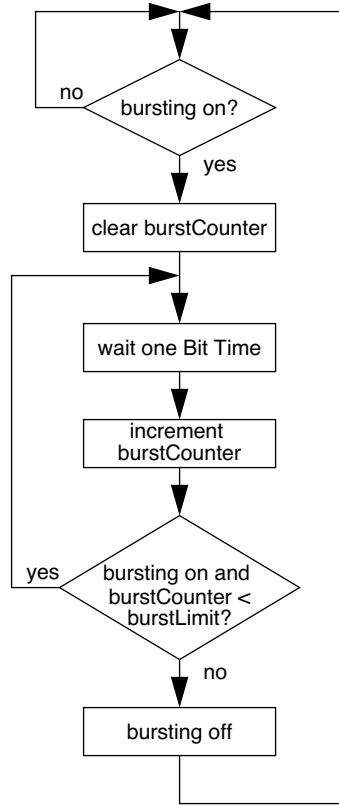 no
bursting on?
yes
clear burstCounter
wait one Bit Time
increment
burstCounter
yes
bursting on and
burstCounter <
burstLimit?
no
bursting off